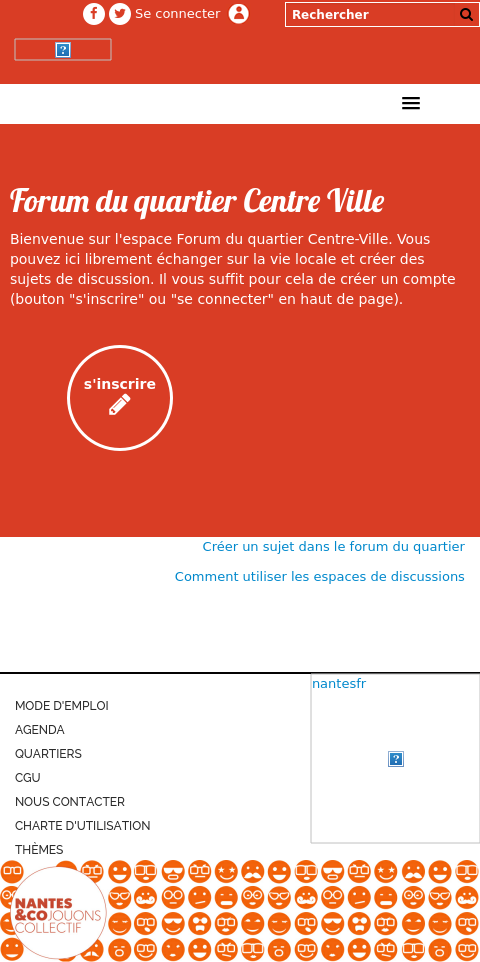 Se connecter
Rechercher
Forum du quartier Centre Ville
Bienvenue sur l'espace Forum du quartier Centre-Ville. Vous
pouvez ici librement échanger sur la vie locale et créer des
sujets de discussion. Il vous suffit pour cela de créer un compte
(bouton "s'inscrire" ou "se connecter" en haut de page).
s'inscrire
Créer un sujet dans le forum du quartier
Comment utiliser les espaces de discussions
nantesfr
MODE D'EMPLOI
AGENDA
QUARTIERS
CGU
NOUS CONTACTER
CHARTE D'UTILISATION
THÈMES
NANTES
&COJOUONS
COLLECTIF